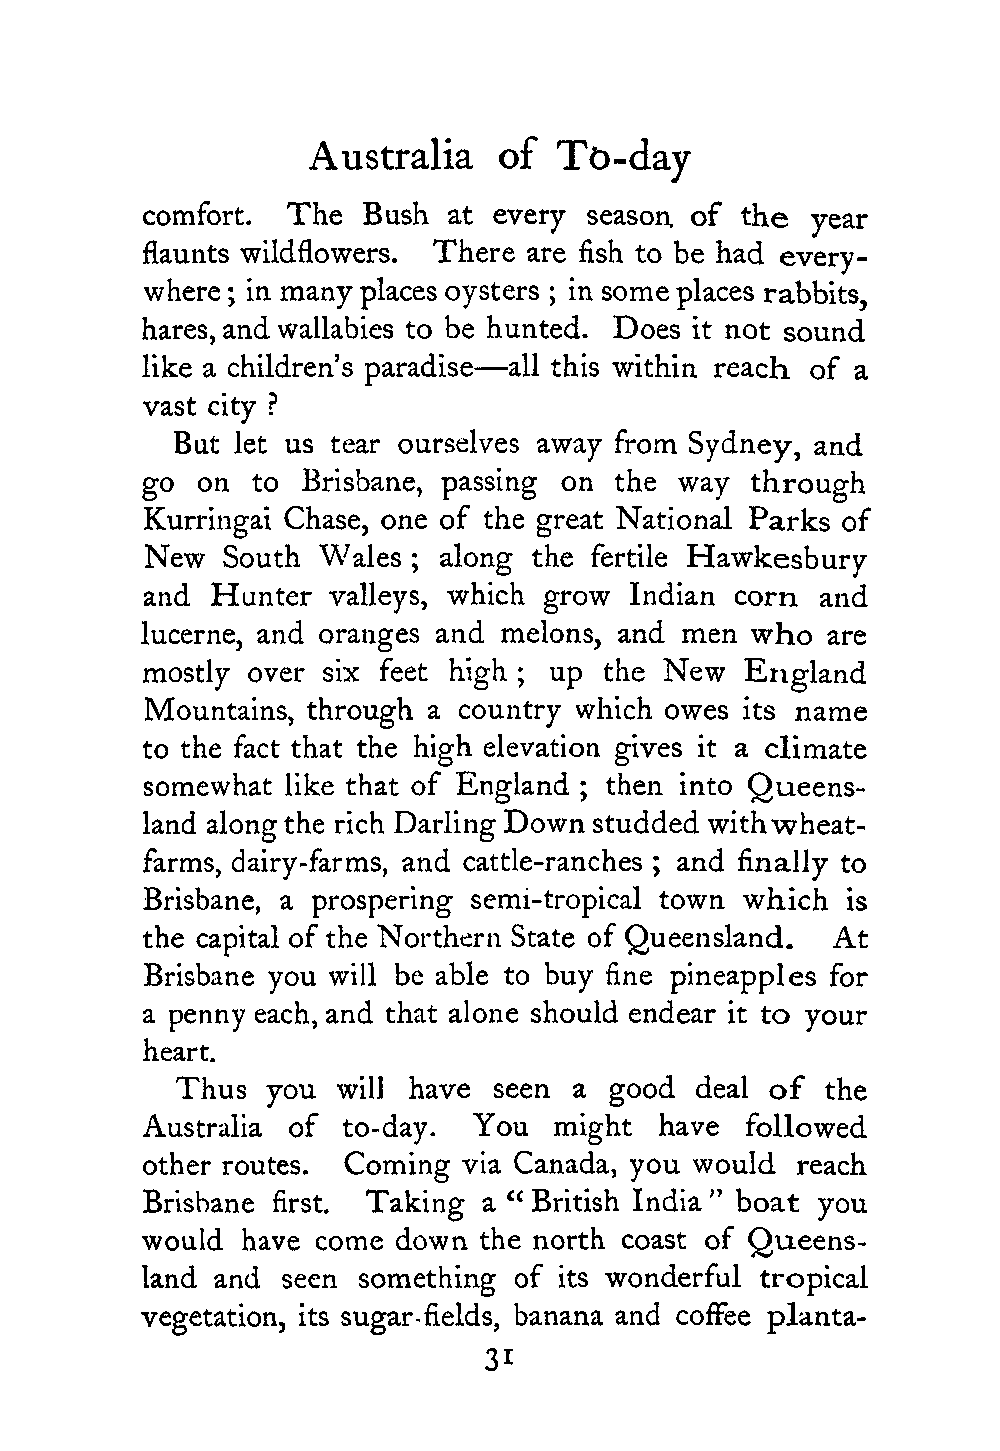 Australia of To-day
comfort. The Bush at every season of the year
flaunts wildflowers. There are fish to be had every-
where; in many places oysters; in some places rabbits,
hares, and wallabies to be hunted. Does it not sound
like a children's paradise—all this within reach of a
vast city?
But let us tear ourselves away from Sydney, and
go on to Brisbane, passing on the way through
Kurringai Chase, one of the great National Parks of
New South Wales; along the fertile Hawkesbury
and Hunter valleys, which grow Indian corn and
lucerne, and oranges and melons, and men who are
mostly over six feet high; up the New England
Mountains, through a country which owes its name
to the fact that the high elevation gives it a climate
somewhat like that of England; then into Queens-
land along the rich Darling Down studded with wheat-
farms, dairy-farms, and cattle-ranches; and finally to
Brisbane, a prospering semi-tropical town which is
the capital of the Northern State of Queensland. At
Brisbane you will be able to buy fine pineapples for
a penny each, and that alone should endear it to your
heart.
Thus you will have seen a good deal of the
Australia of to-day. You might have followed
other routes. Coming via Canada, you would reach
Brisbane first. Taking a "British India" boat you
would have come down the north coast of Queens-
land and seen something of its wonderful tropical
vegetation, its sugar-fields, banana and coffee planta-
31